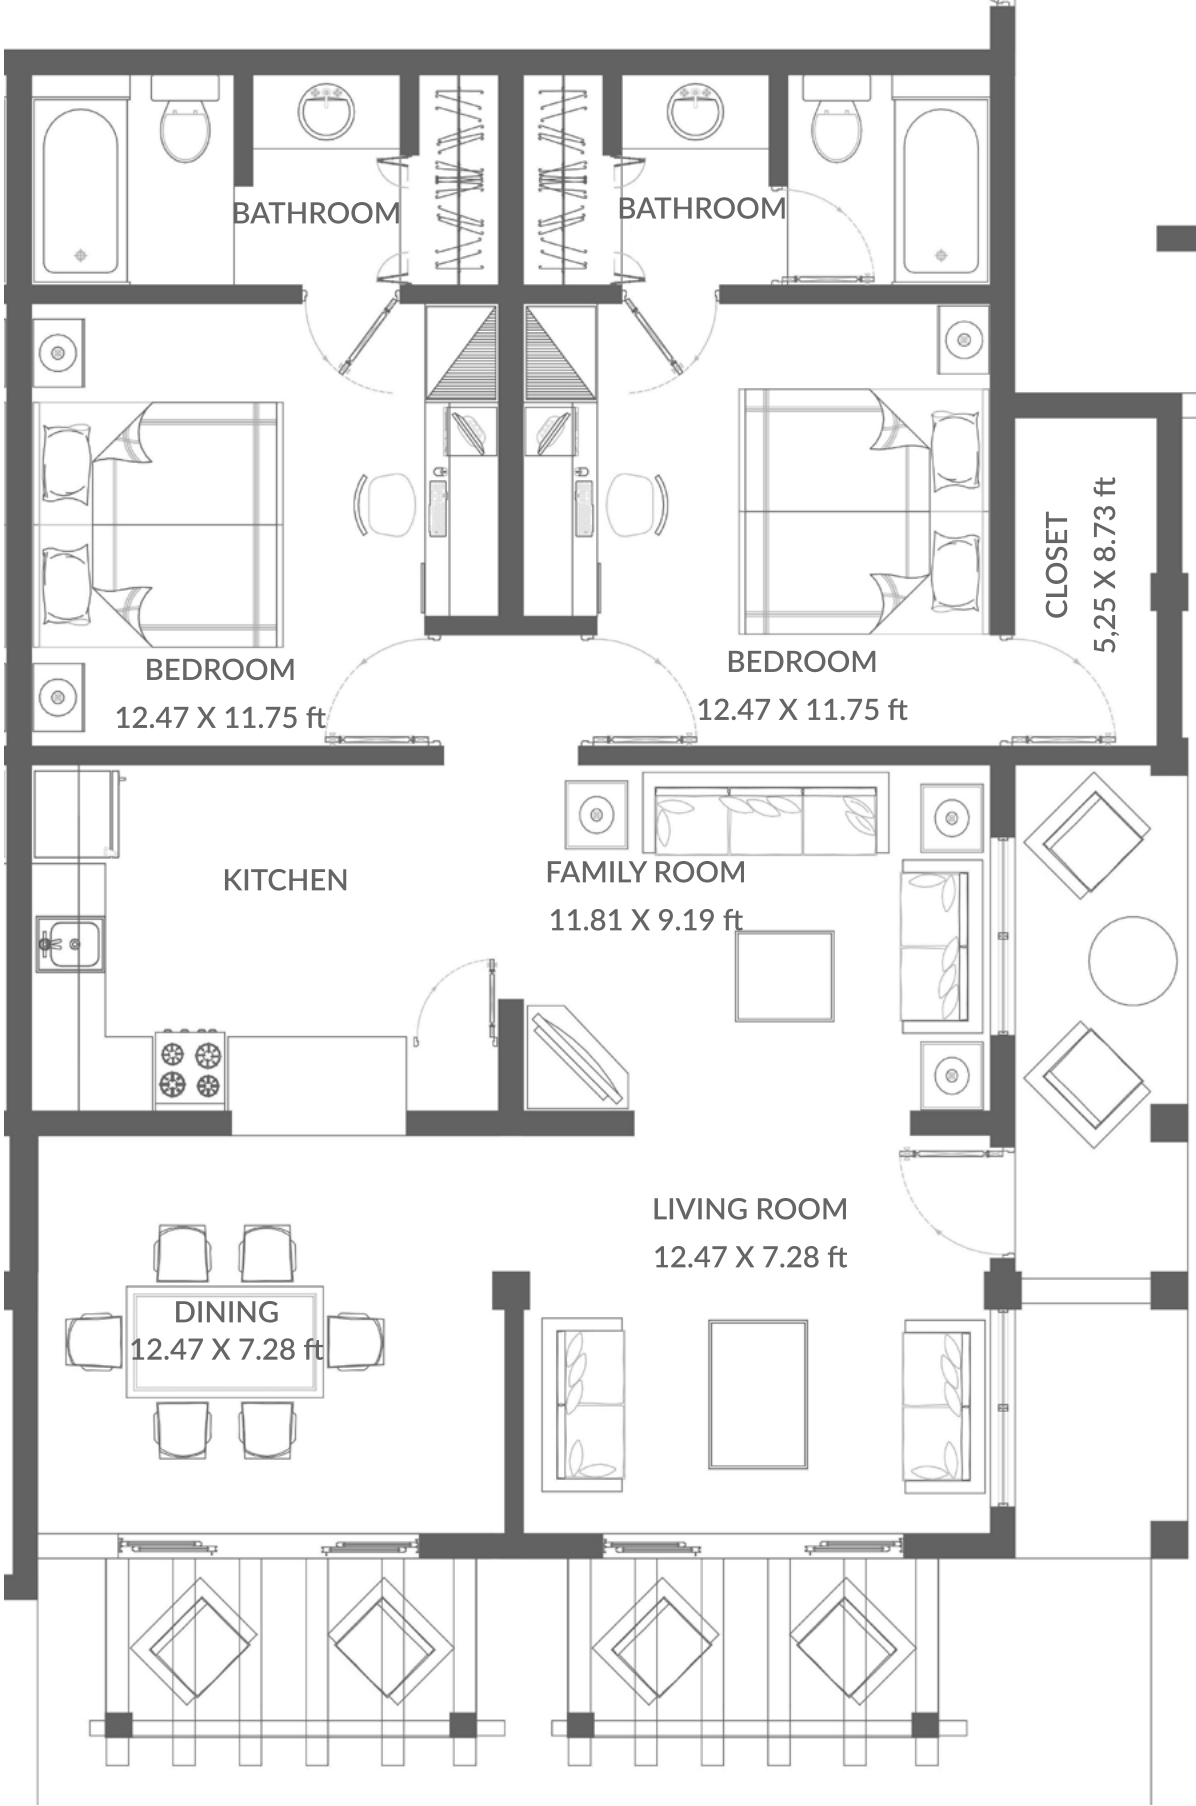 BATHROOM
BATHROOM
CLOSET
5,25 X 8.73 ft
BEDROOM
12.47 X 11.75 ft
BEDROOM
12.47 X 11.75 ft
KITCHEN
FAMILY ROOM
11.81 X 9.19 ft
LIVING ROOM
12.47 X 7.28 ft
DINING
12.47 X 7.28 ft